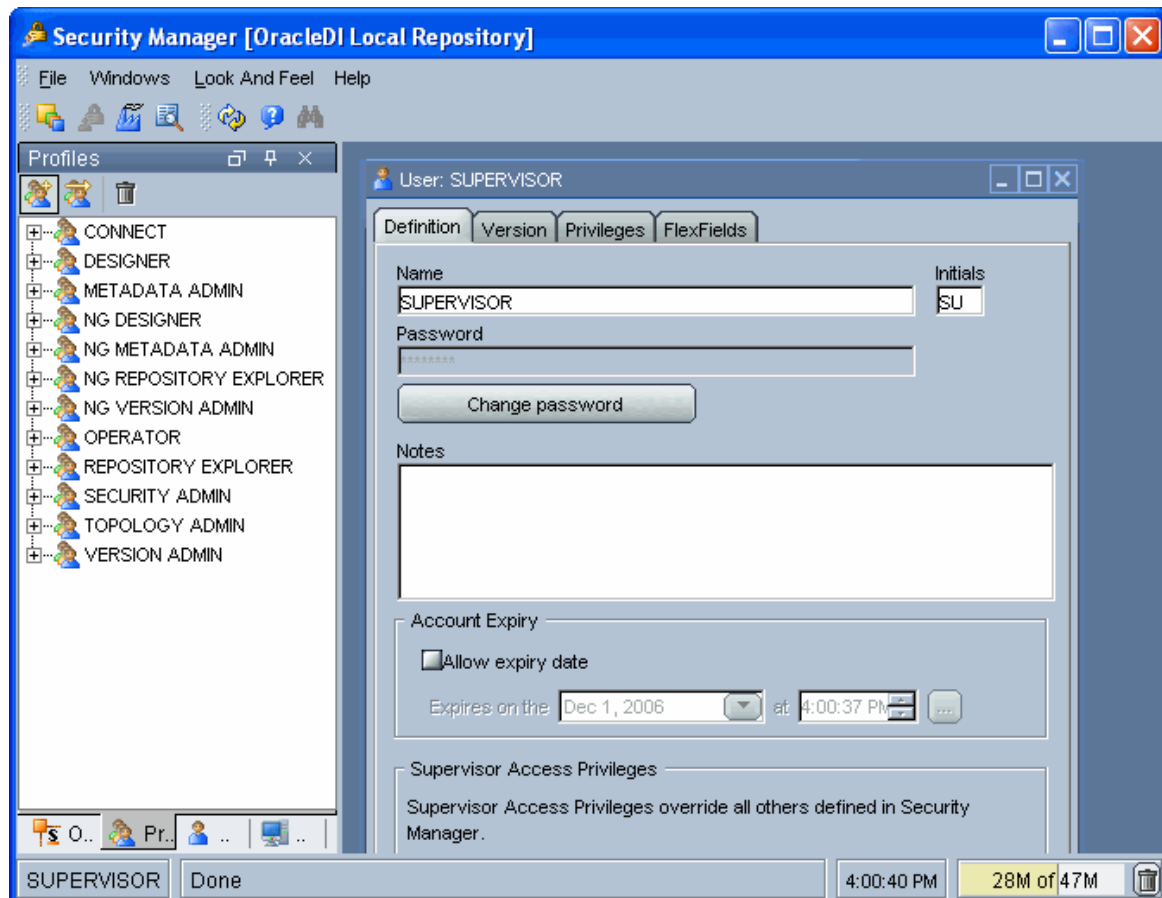 Security Manager [OracleDI Local Repository]
File Windows Look And Feel Help
Profiles
CONNECT
DESIGNER
METADATA ADMIN
NG DESIGNER
NG METADATA ADMIN
NG REPOSITORY EXPLORER
NG VERSION ADMIN
OPERATOR
REPOSITORY EXPLORER
SECURITY ADMIN
TOPOLOGY ADMIN
VERSION ADMIN
O.. Pr.. .. ..
User: SUPERVISOR
Definition Version Privileges FlexFields
Name Initials
SUPERVISOR SU
Password
********
Change password
Notes
Account Expiry
Allow expiry date
Expires on the Dec 1, 2006 at 4:00:37 PM ...
Supervisor Access Privileges
Supervisor Access Privileges override all others defined in Security
Manager.
SUPERVISOR Done 4:00:40 PM 28M of 47M